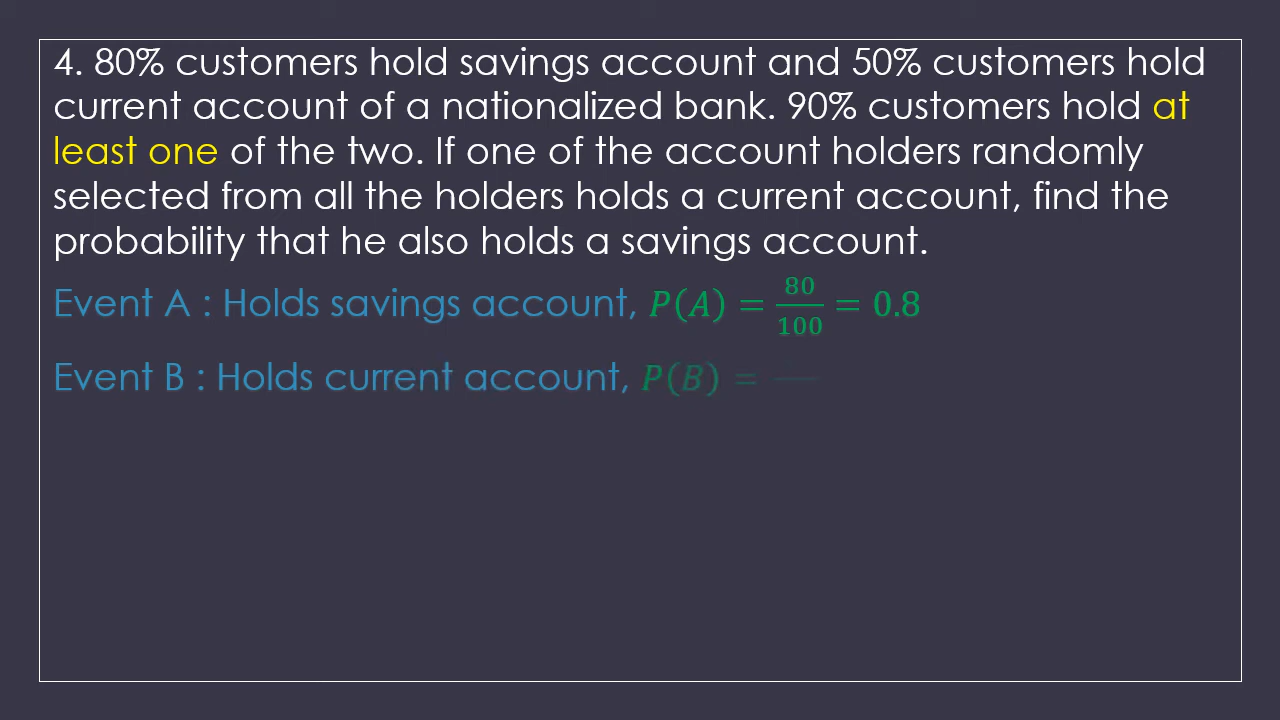 4. 80% customers hold savings account and 50% customers hold
current account of a nationalized bank. 90% customers hold at
least one of the two. If one of the account holders randomly
selected from all the holders holds a current account, find the
probability that he also holds a savings account.
Event A : Holds savings account, P(A) = 80/100 = 0.8
Event B : Holds current account, P(B) =